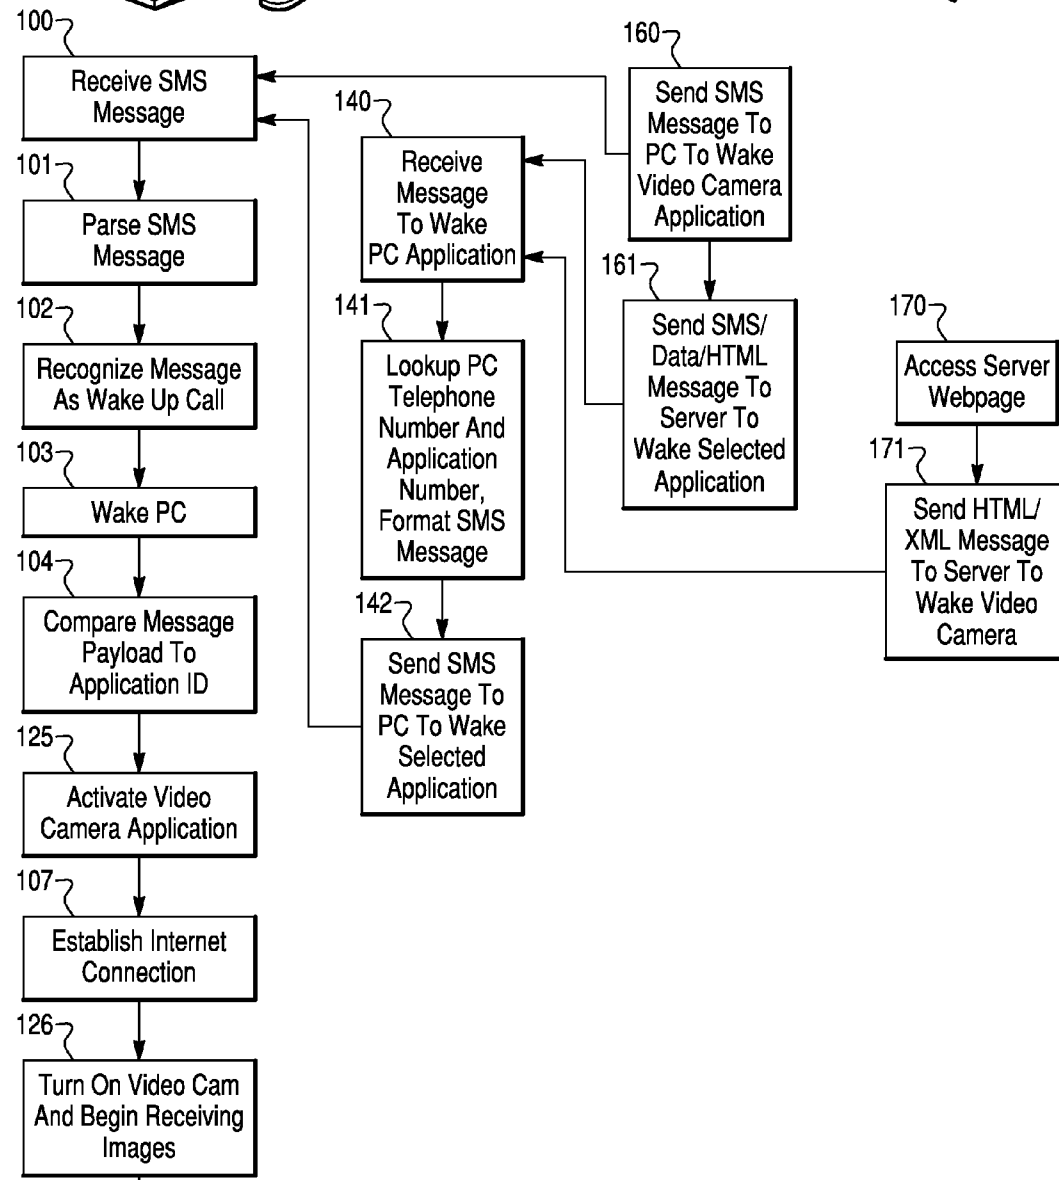 100
Receive SMS
Message
101
Parse SMS
Message
102
Recognize Message
As Wake Up Call
103
Wake PC
104
Compare Message
Payload To
Application ID
125
Activate Video
Camera Application
107
Establish Internet
Connection
126
Turn On Video Cam
And Begin Receiving
Images
140
Receive
Message
To Wake
PC Application
141
Lookup PC
Telephone
Number And
Application
Number,
Format SMS
Message
142
Send SMS
Message To
PC To Wake
Selected
Application
160
Send SMS
Message To
PC To Wake
Video Camera
Application
161
Send SMS/
Data/HTML
Message To
Server To
Wake Selected
Application
170
Access Server
Webpage
171
Send HTML/
XML Message
To Server To
Wake Video
Camera